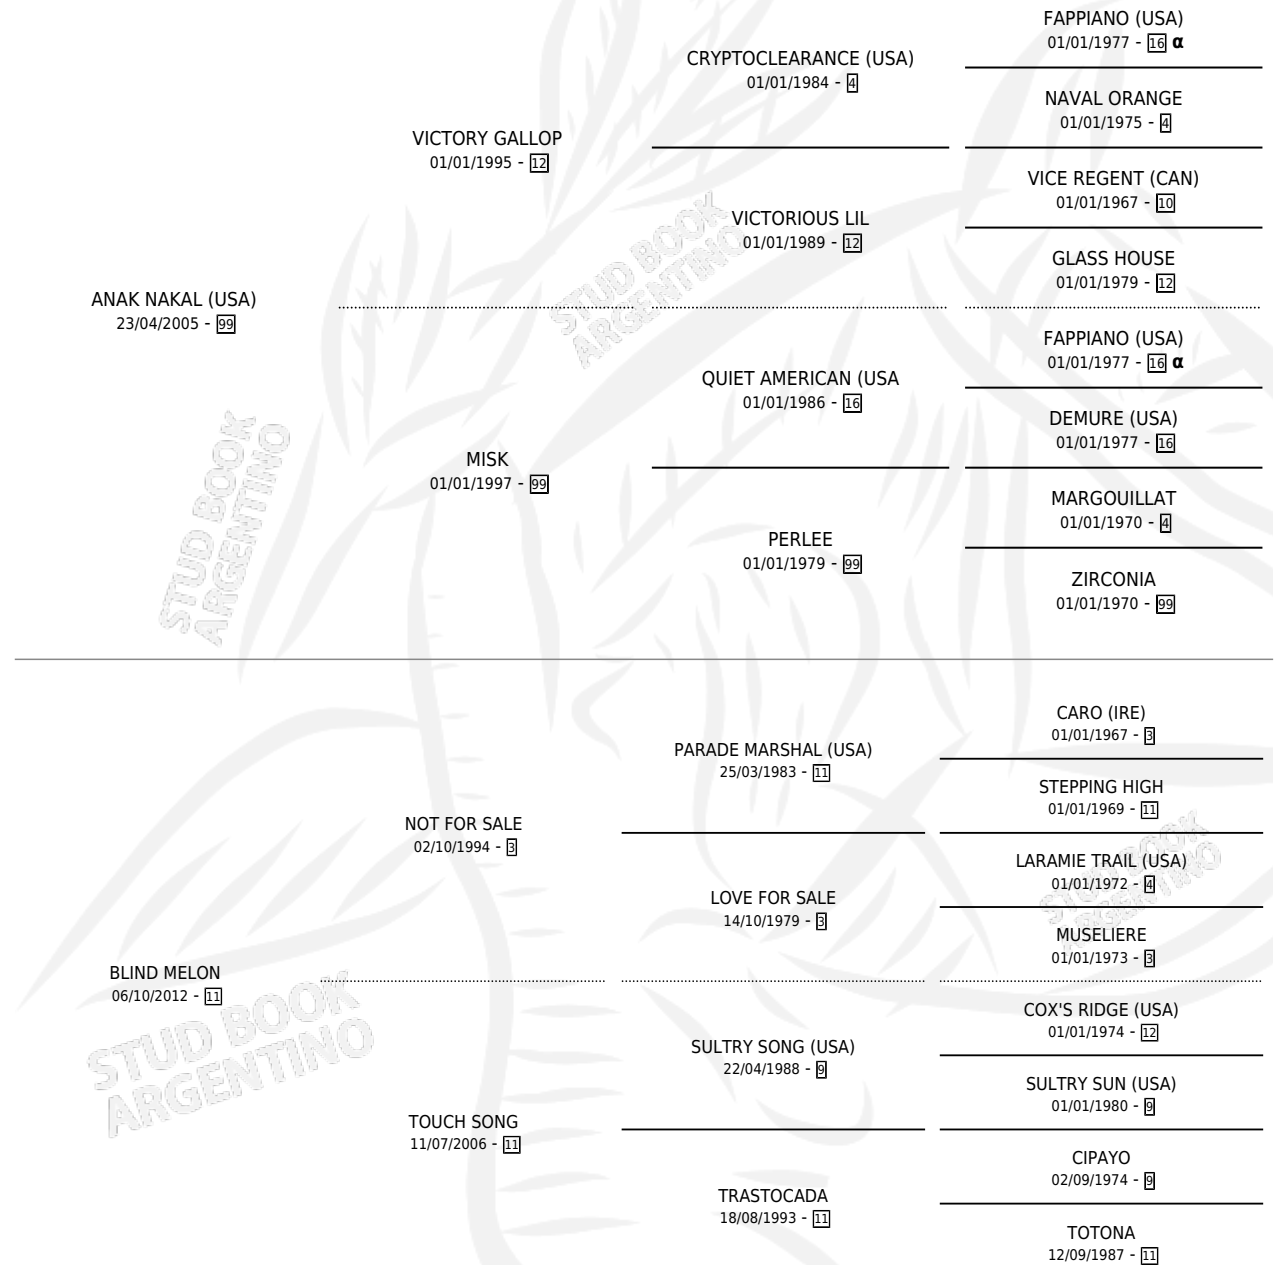 FAPPIANO (USA)
01/01/1977 - 16 α
CRYPTOCLEARANCE (USA)
01/01/1984 - 4
NAVAL ORANGE
01/01/1975 - 4
VICTORY GALLOP
01/01/1995 - 12
VICE REGENT (CAN)
01/01/1967 - 10
VICTORIOUS LIL
01/01/1989 - 12
GLASS HOUSE
01/01/1979 - 12
ANAK NAKAL (USA)
23/04/2005 - 99
FAPPIANO (USA)
01/01/1977 - 16 α
QUIET AMERICAN (USA
01/01/1986 - 16
DEMURE (USA)
01/01/1977 - 16
MISK
01/01/1997 - 99
MARGOUILLAT
01/01/1970 - 4
PERLEE
01/01/1979 - 99
ZIRCONIA
01/01/1970 - 99
CARO (IRE)
01/01/1967 - 3
PARADE MARSHAL (USA)
25/03/1983 - 11
STEPPING HIGH
01/01/1969 - 11
NOT FOR SALE
02/10/1994 - 3
LARAMIE TRAIL (USA)
01/01/1972 - 4
LOVE FOR SALE
14/10/1979 - 3
MUSELIERE
01/01/1973 - 3
BLIND MELON
06/10/2012 - 11
COX'S RIDGE (USA)
01/01/1974 - 12
SULTRY SONG (USA)
22/04/1988 - 9
SULTRY SUN (USA)
01/01/1980 - 9
TOUCH SONG
11/07/2006 - 11
CIPAYO
02/09/1974 - 9
TRASTOCADA
18/08/1993 - 11
TOTONA
12/09/1987 - 11
STUD BOOK
ARGENTINO
STUD BOOK
ARGENTINO
STUD BOOK
ARGENTINO
STUD BOOK
ARGENTINO